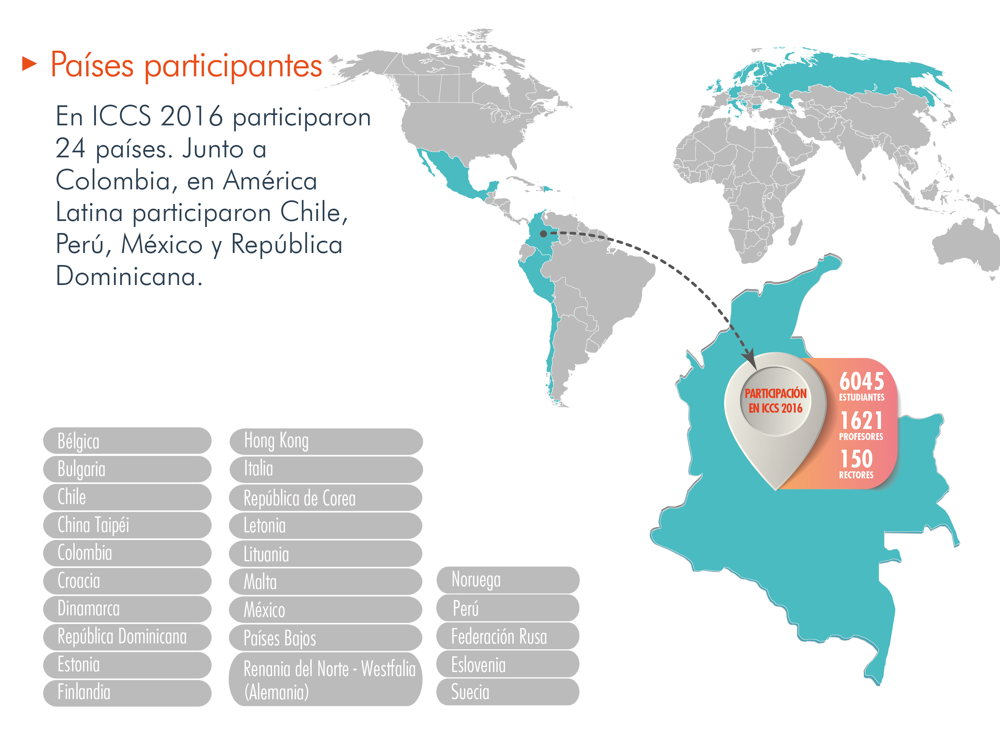 Países participantes
En ICCS 2016 participaron
24 países. Junto a
Colombia, en América
Latina participaron Chile,
Perú, México y República
Dominicana.
PARTICIPACIÓN
EN ICCS 2016
6045
ESTUDIANTES
1621
PROFESORES
150
RECTORES
Bélgica
Bulgaria
Chile
China Taipéi
Colombia
Croacia
Dinamarca
República Dominicana
Estonia
Finlandia
Hong Kong
Italia
República de Corea
Letonia
Lituania
Malta
México
Países Bajos
Renania del Norte - Westfalia
(Alemania)
Noruega
Perú
Federación Rusa
Eslovenia
Suecia